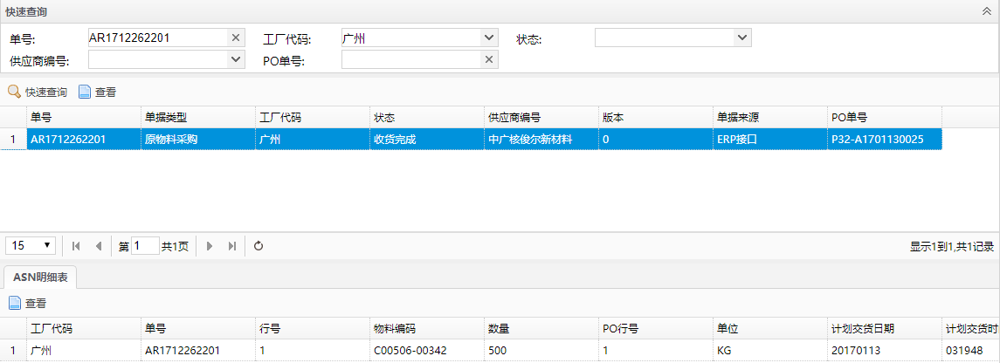 快速查询
单号: AR1712262201 工厂代码: 广州 状态:
供应商编号: PO单号:
快速查询 查看
单号 单据类型 工厂代码 状态 供应商编号 版本 单据来源 PO单号
1 AR1712262201 原物料采购 广州 收货完成 中广核俊尔新材料 0 ERP接口 P32-A1701130025
15 第 1 共1页 显示1到1,共1记录
ASN明细表
查看
工厂代码 单号 行号 物料编码 数量 PO行号 单位 计划交货日期 计划交货时
1 广州 AR1712262201 1 C00506-00342 500 1 KG 20170113 031948